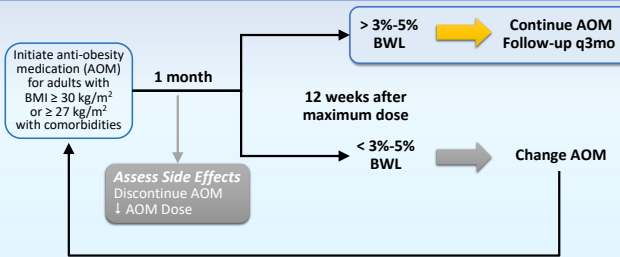 Initiate anti-obesity
medication (AOM)
for adults with
BMI ≥ 30 kg/m²
or ≥ 27 kg/m²
with comorbidities
1 month
Assess Side Effects
Discontinue AOM
↓ AOM Dose
> 3%-5%
BWL
Continue AOM
Follow-up q3mo
12 weeks after
maximum dose
< 3%-5%
BWL
Change AOM